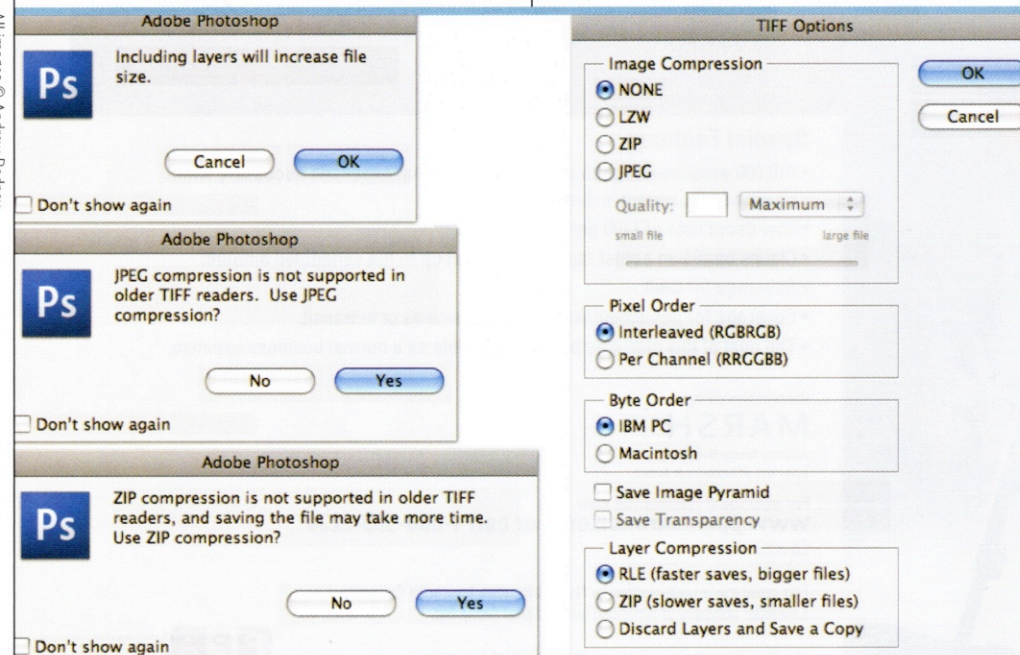 Adobe Photoshop
Ps
Including layers will increase file
size.
Cancel
OK
Don't show again
Adobe Photoshop
Ps
JPEG compression is not supported in
older TIFF readers. Use JPEG
compression?
No
Yes
Don't show again
Adobe Photoshop
Ps
ZIP compression is not supported in older TIFF
readers, and saving the file may take more time.
Use ZIP compression?
No
Yes
Don't show again
TIFF Options
Image Compression
NONE
LZW
ZIP
JPEG
Quality:
Maximum
small file
large file
OK
Cancel
Pixel Order
Interleaved (RGBRGB)
Per Channel (RRGGBB)
Byte Order
IBM PC
Macintosh
Save Image Pyramid
Save Transparency
Layer Compression
RLE (faster saves, bigger files)
ZIP (slower saves, smaller files)
Discard Layers and Save a Copy